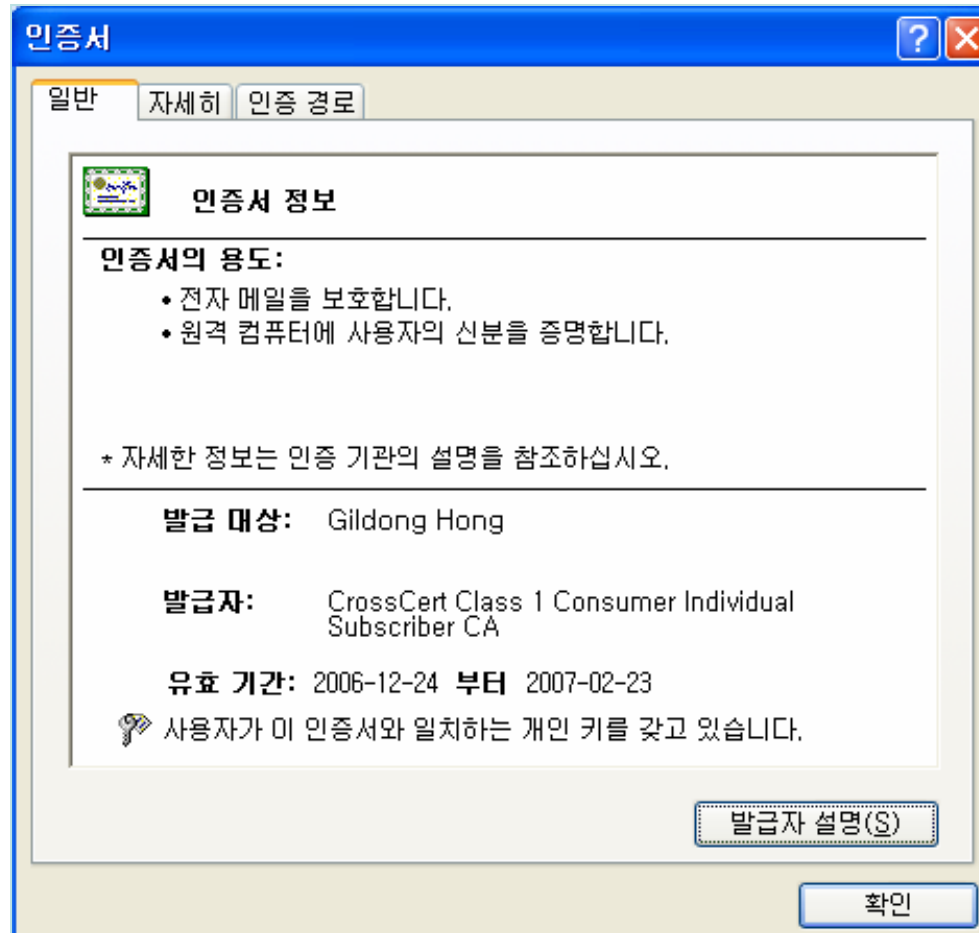 인증서
일반 자세히 인증 경로
인증서 정보
인증서의 용도:
• 전자 메일을 보호합니다.
• 원격 컴퓨터에 사용자의 신분을 증명합니다.
* 자세한 정보는 인증 기관의 설명을 참조하십시오.
발급 대상: Gildong Hong
발급자: CrossCert Class 1 Consumer Individual
Subscriber CA
유효 기간: 2006-12-24 부터 2007-02-23
사용자가 이 인증서와 일치하는 개인 키를 갖고 있습니다.
발급자 설명(S)
확인